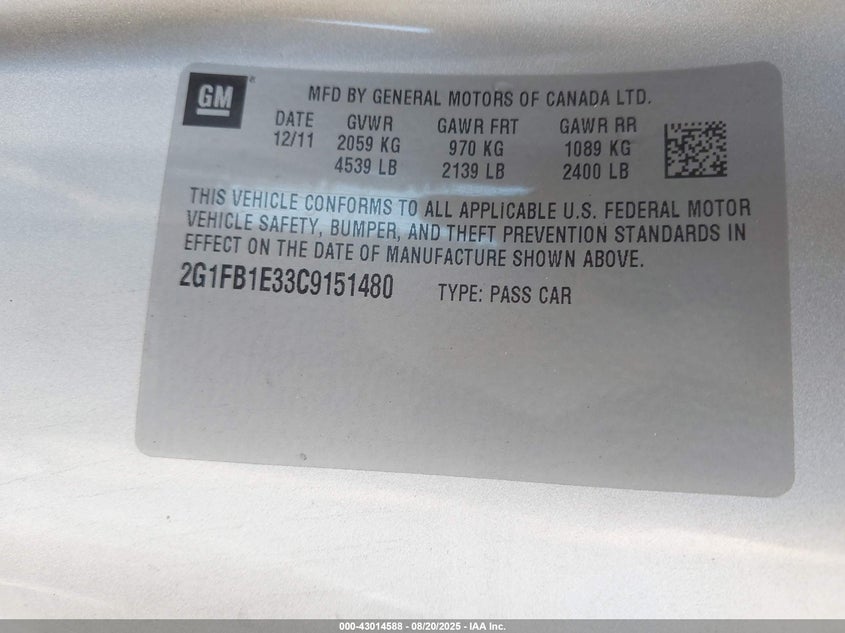 GM
MFD BY GENERAL MOTORS OF CANADA LTD.
DATE GVWR GAWR FRT GAWR RR
12/11 2059 KG 970 KG 1089 KG
4539 LB 2139 LB 2400 LB
THIS VEHICLE CONFORMS TO ALL APPLICABLE U.S. FEDERAL MOTOR
VEHICLE SAFETY, BUMPER, AND THEFT PREVENTION STANDARDS IN
EFFECT ON THE DATE OF MANUFACTURE SHOWN ABOVE.
2G1FB1E33C9151480 TYPE: PASS CAR
000-43014588 - 08/20/2025 - IAA Inc.